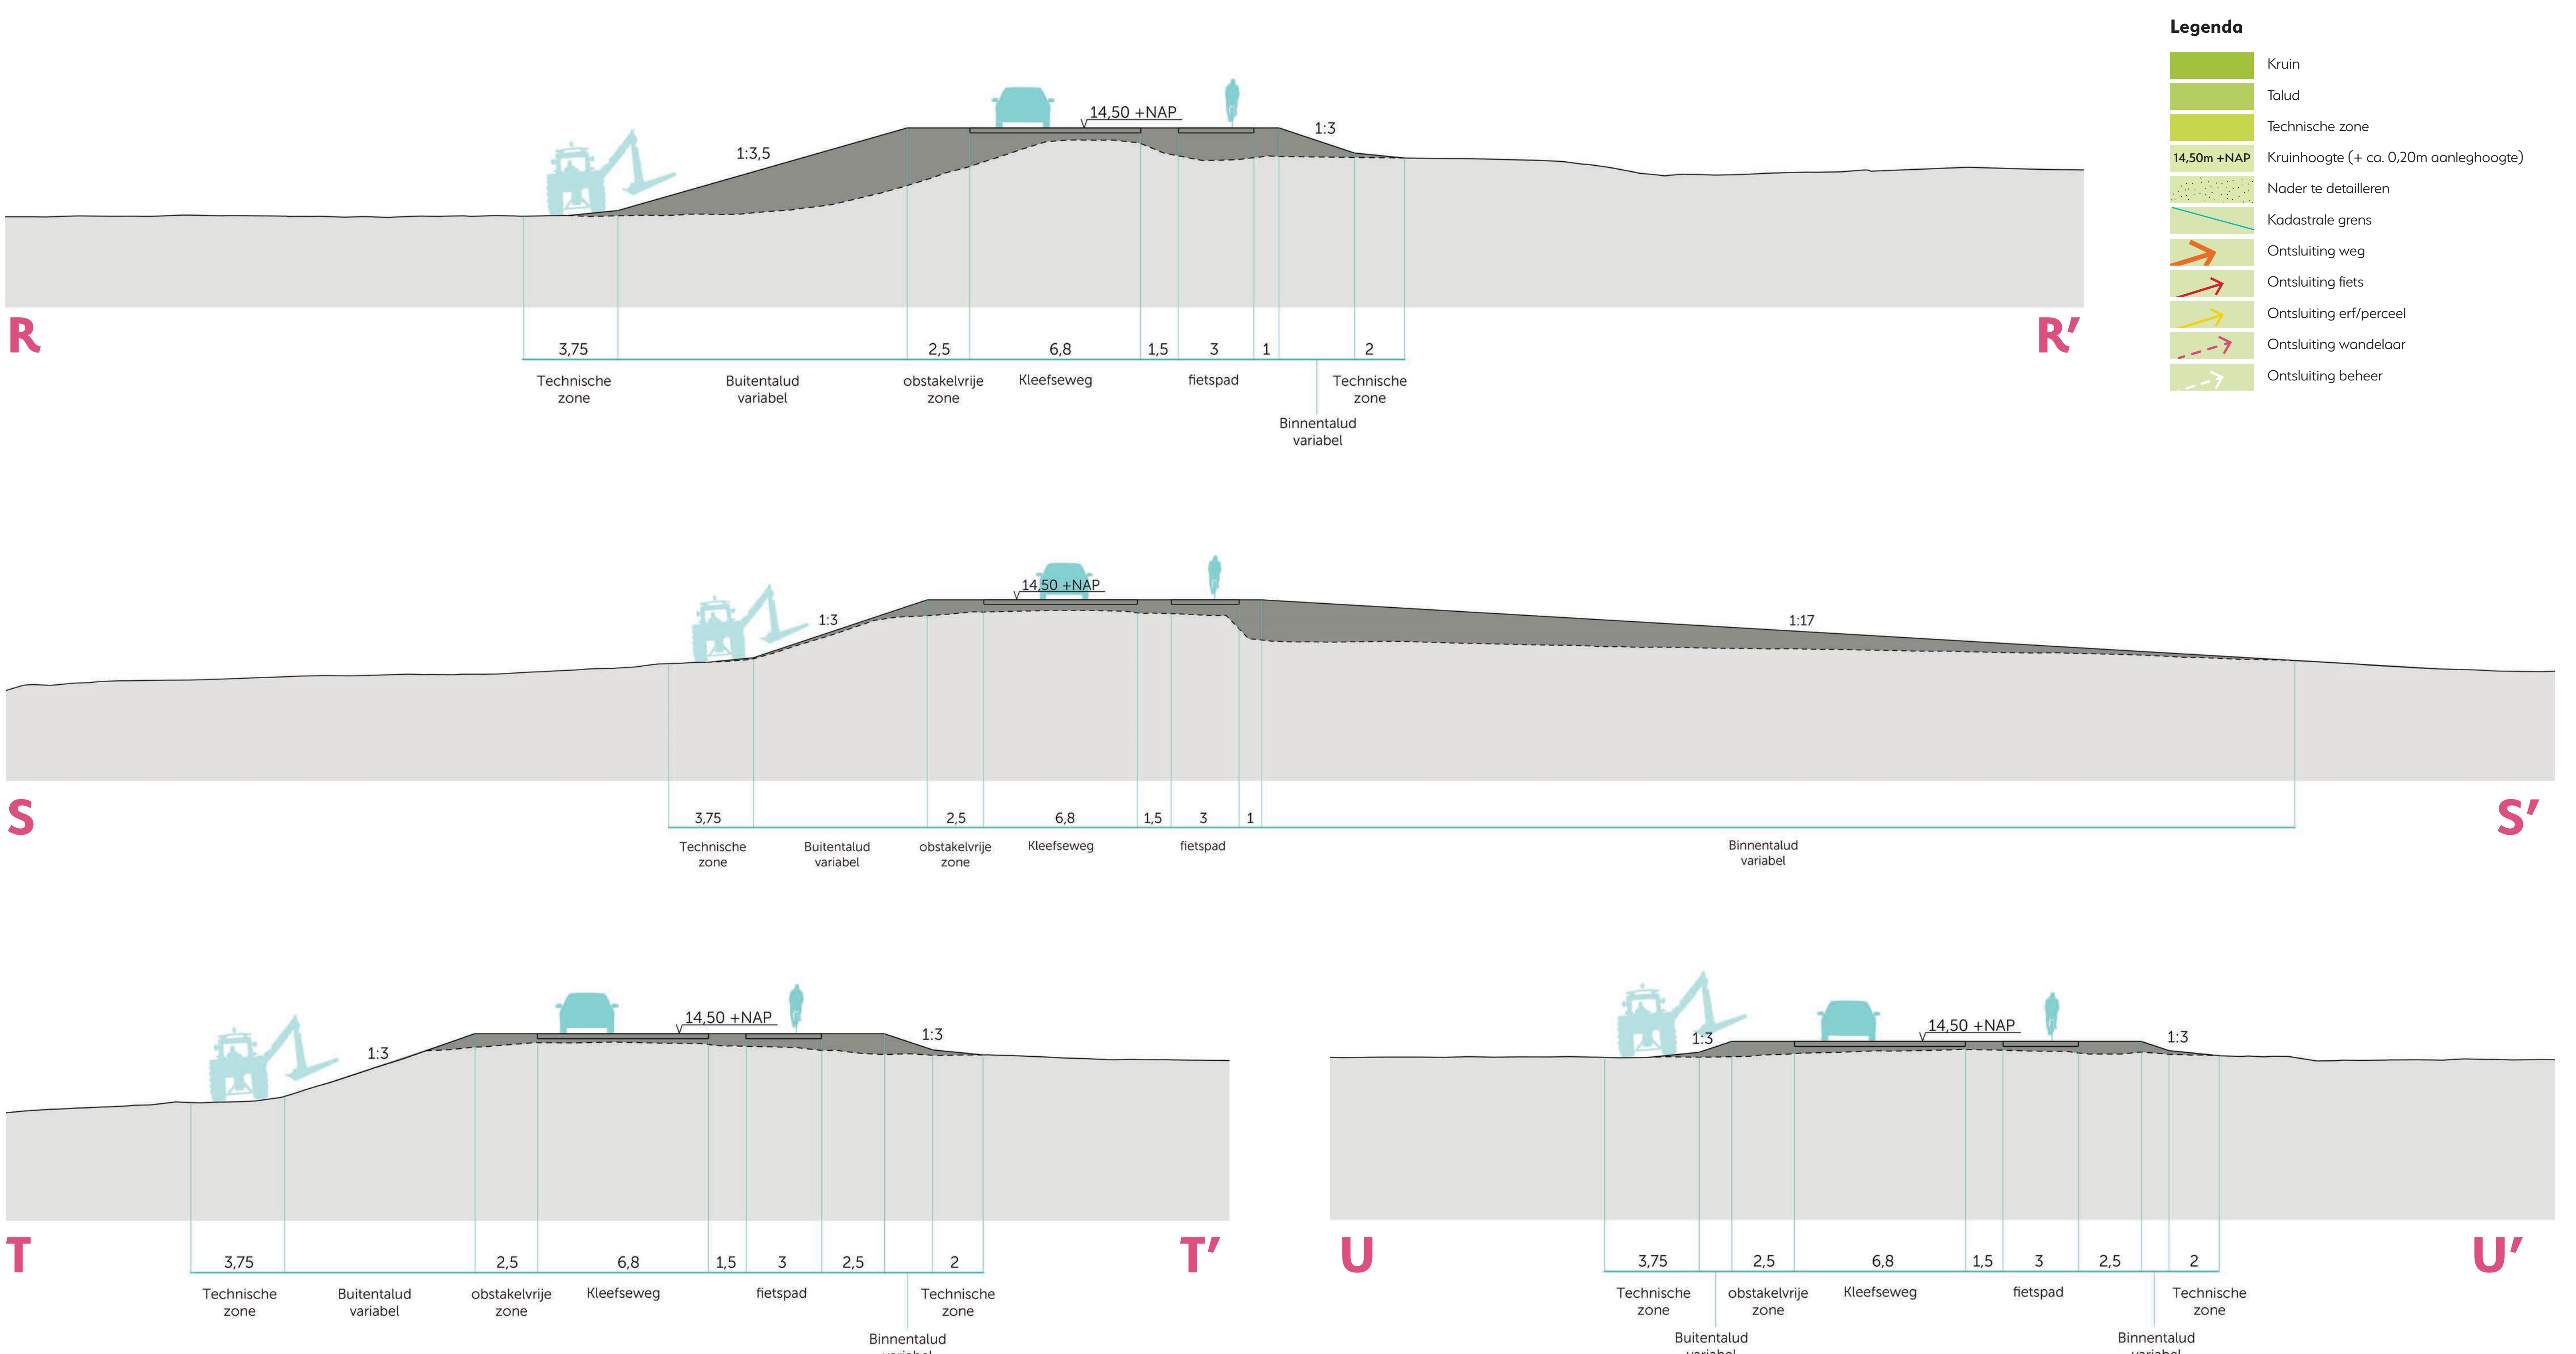 Legenda
Kruin
Talud
Technische zone
14,50m +NAP Kruinhoogte (+ ca. 0,20m aanleghoogte)
Nader te detailleren
Kadastrale grens
Ontsluiting weg
Ontsluiting fiets
Ontsluiting erf/perceel
Ontsluiting wandelaar
Ontsluiting beheer
14,50 +NAP
1:3,5
1:3
R
R'
3,75 2,5 6,8 1,5 3 1 2
Technische zone
Buitentalud variabel
obstakelvrije zone
Kleefseweg
fietspad
Technische zone
Binnentalud variabel
14,50 +NAP
1:3
1:17
S
S'
3,75 2,5 6,8 1,5 3 1
Technische zone
Buitentalud variabel
obstakelvrije zone
Kleefseweg
fietspad
Binnentalud variabel
14,50 +NAP
1:3
1:3
T
T'
3,75 2,5 6,8 1,5 3 2,5 2
Technische zone
Buitentalud variabel
obstakelvrije zone
Kleefseweg
fietspad
Technische zone
Binnentalud
14,50 +NAP
1:3
1:3
U
U'
3,75 2,5 6,8 1,5 3 2,5 2
Technische zone
obstakelvrije zone
Kleefseweg
fietspad
Technische zone
Buitentalud
Binnentalud